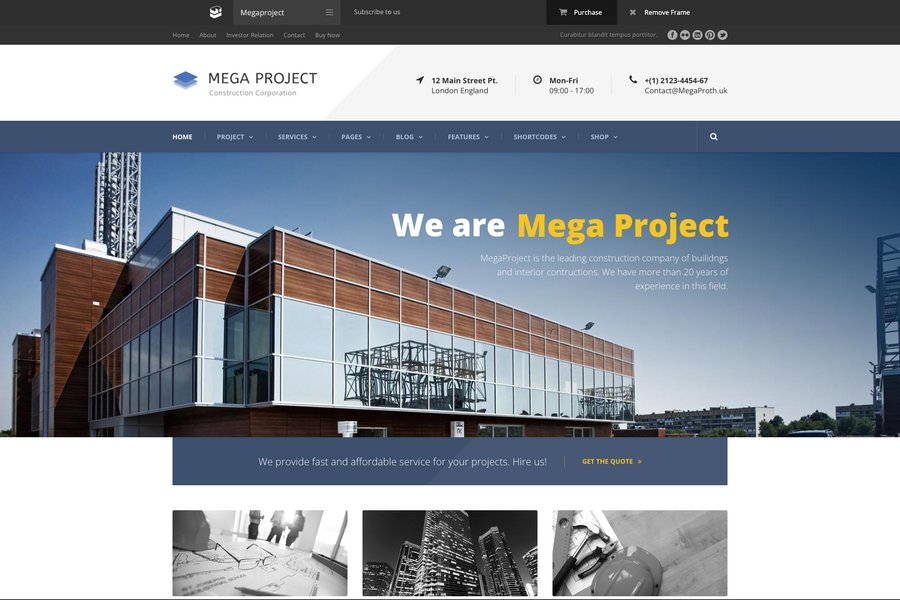 Megaproject
Subscribe to us
Purchase
Remove Frame
Home About Investor Relation Contact Buy Now
Curabitur blandit tempus porttitor.
MEGA PROJECT
Construction Corporation
12 Main Street Pt.
London England
Mon-Fri
09:00 - 17:00
+(1) 2123-4454-67
Contact@MegaProth.uk
HOME PROJECT SERVICES PAGES BLOG FEATURES SHORTCODES SHOP
We are Mega Project
MegaProject is the leading construction company of builidngs
and interior contructions. We have more than 20 years of
experience in this field.
We provide fast and affordable service for your projects. Hire us!
GET THE QUOTE »